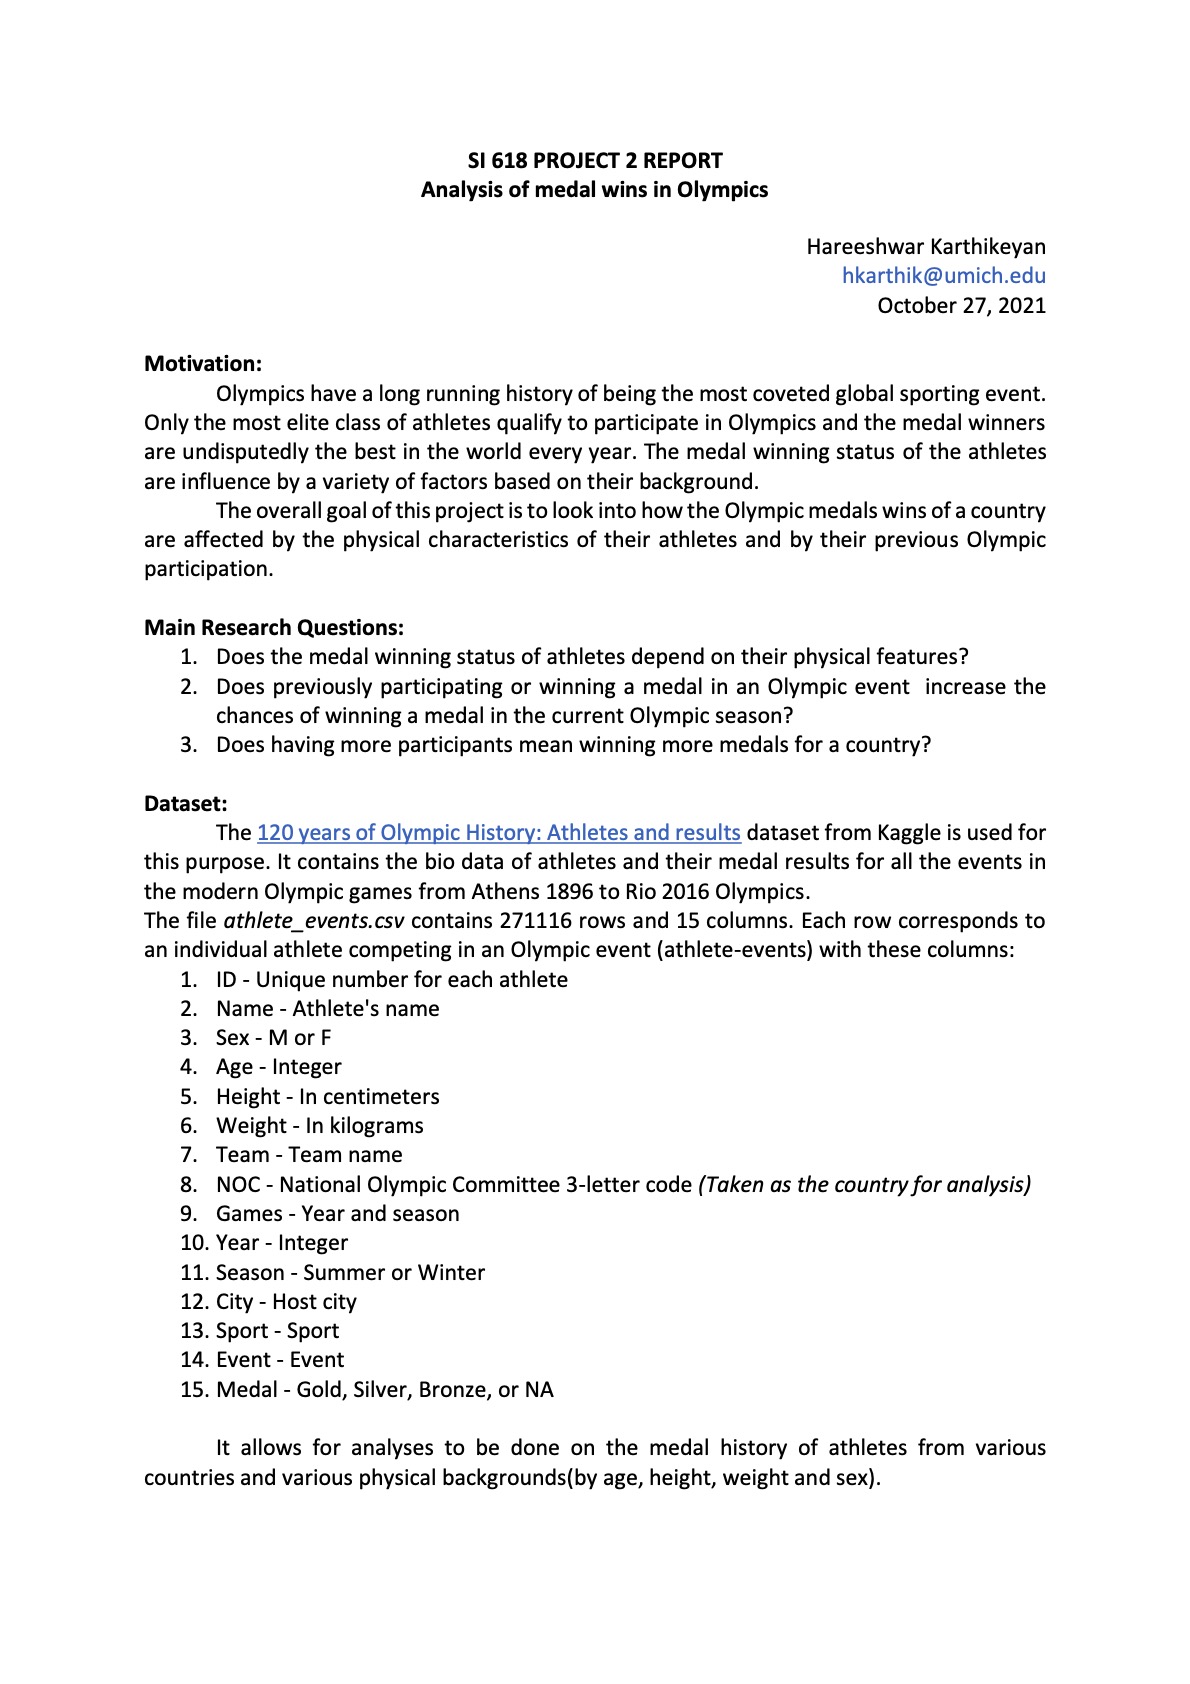 SI 618 PROJECT 2 REPORT
Analysis of medal wins in Olympics
Hareeshwar Karthikeyan
hkarthik@umich.edu
October 27, 2021
Motivation:
Olympics have a long running history of being the most coveted global sporting event.
Only the most elite class of athletes qualify to participate in Olympics and the medal winners
are undisputedly the best in the world every year. The medal winning status of the athletes
are influence by a variety of factors based on their background.
The overall goal of this project is to look into how the Olympic medals wins of a country
are affected by the physical characteristics of their athletes and by their previous Olympic
participation.
Main Research Questions:
1. Does the medal winning status of athletes depend on their physical features?
2. Does previously participating or winning a medal in an Olympic event increase the
chances of winning a medal in the current Olympic season?
3. Does having more participants mean winning more medals for a country?
Dataset:
The 120 years of Olympic History: Athletes and results dataset from Kaggle is used for
this purpose. It contains the bio data of athletes and their medal results for all the events in
the modern Olympic games from Athens 1896 to Rio 2016 Olympics.
The file athlete_events.csv contains 271116 rows and 15 columns. Each row corresponds to
an individual athlete competing in an Olympic event (athlete-events) with these columns:
1. ID - Unique number for each athlete
2. Name - Athlete's name
3. Sex - M or F
4. Age - Integer
5. Height - In centimeters
6. Weight - In kilograms
7. Team - Team name
8. NOC - National Olympic Committee 3-letter code (Taken as the country for analysis)
9. Games - Year and season
10. Year - Integer
11. Season - Summer or Winter
12. City - Host city
13. Sport - Sport
14. Event - Event
15. Medal - Gold, Silver, Bronze, or NA
It allows for analyses to be done on the medal history of athletes from various
countries and various physical backgrounds(by age, height, weight and sex).